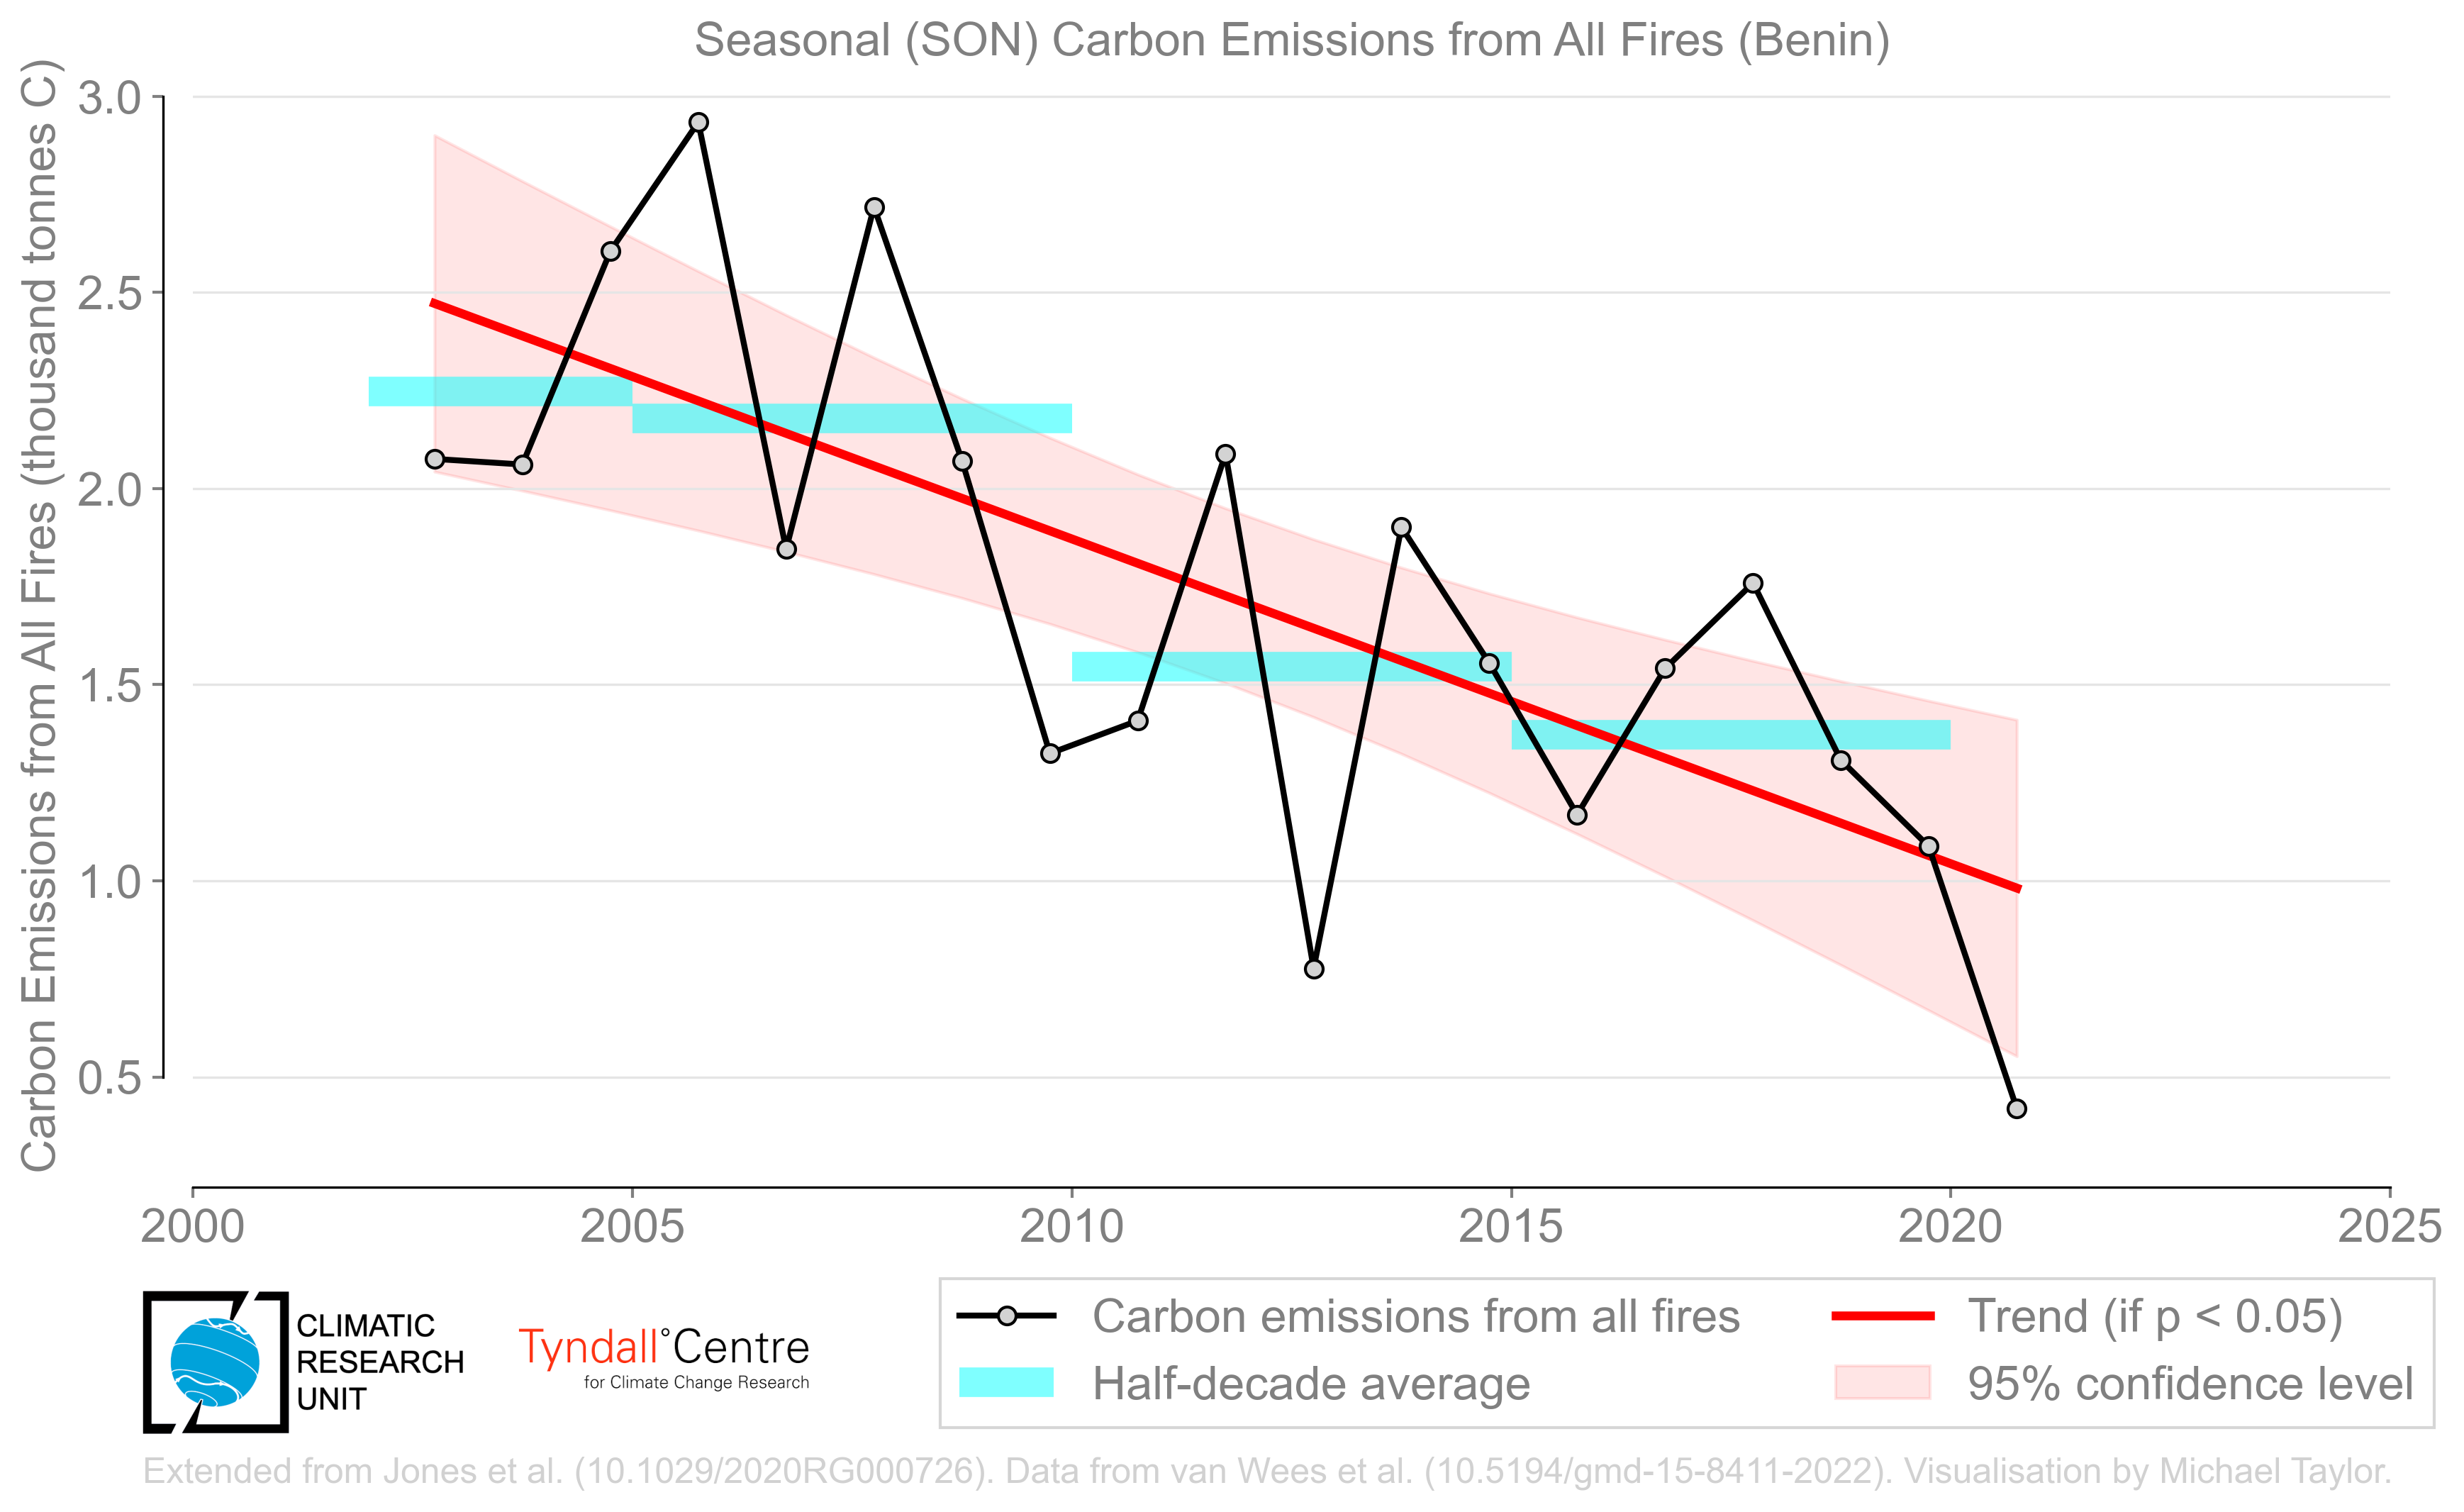 Seasonal (SON) Carbon Emissions from All Fires (Benin)
Carbon Emissions from All Fires (thousand tonnes C)
3.0
2.5
2.0
1.5
1.0
0.5
2000 2005 2010 2015 2020 2025
CLIMATIC
RESEARCH
UNIT
Tyndall°Centre
for Climate Change Research
Carbon emissions from all fires
Half-decade average
Trend (if p < 0.05)
95% confidence level
Extended from Jones et al. (10.1029/2020RG000726). Data from van Wees et al. (10.5194/gmd-15-8411-2022). Visualisation by Michael Taylor.